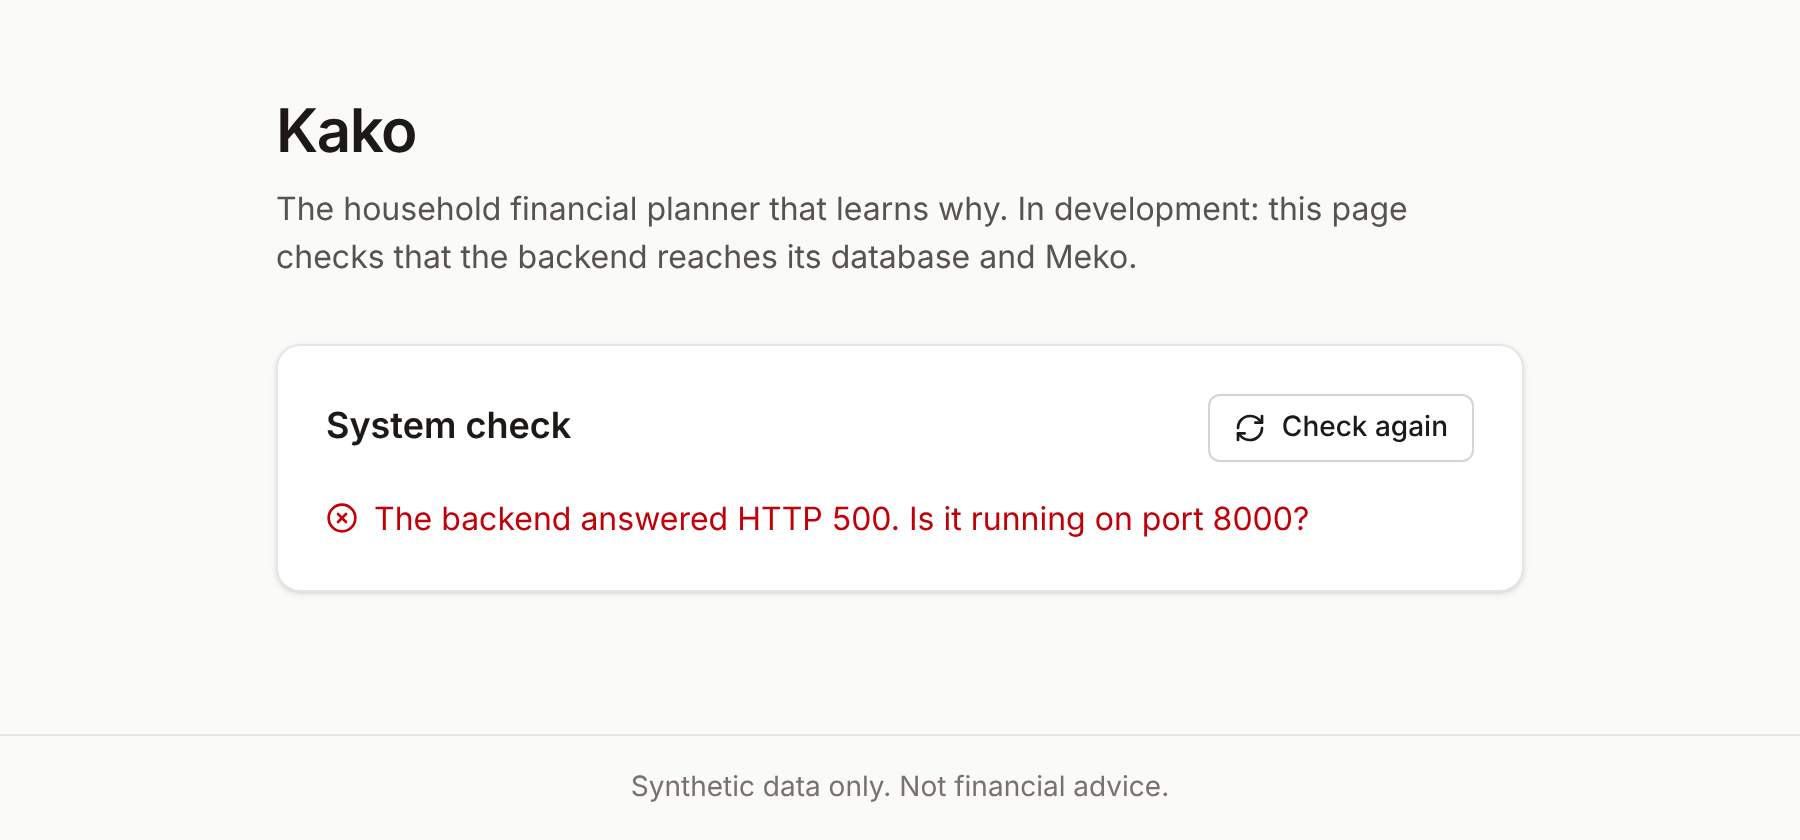 Kako
The household financial planner that learns why. In development: this page
checks that the backend reaches its database and Meko.
System check
Check again
The backend answered HTTP 500. Is it running on port 8000?
Synthetic data only. Not financial advice.